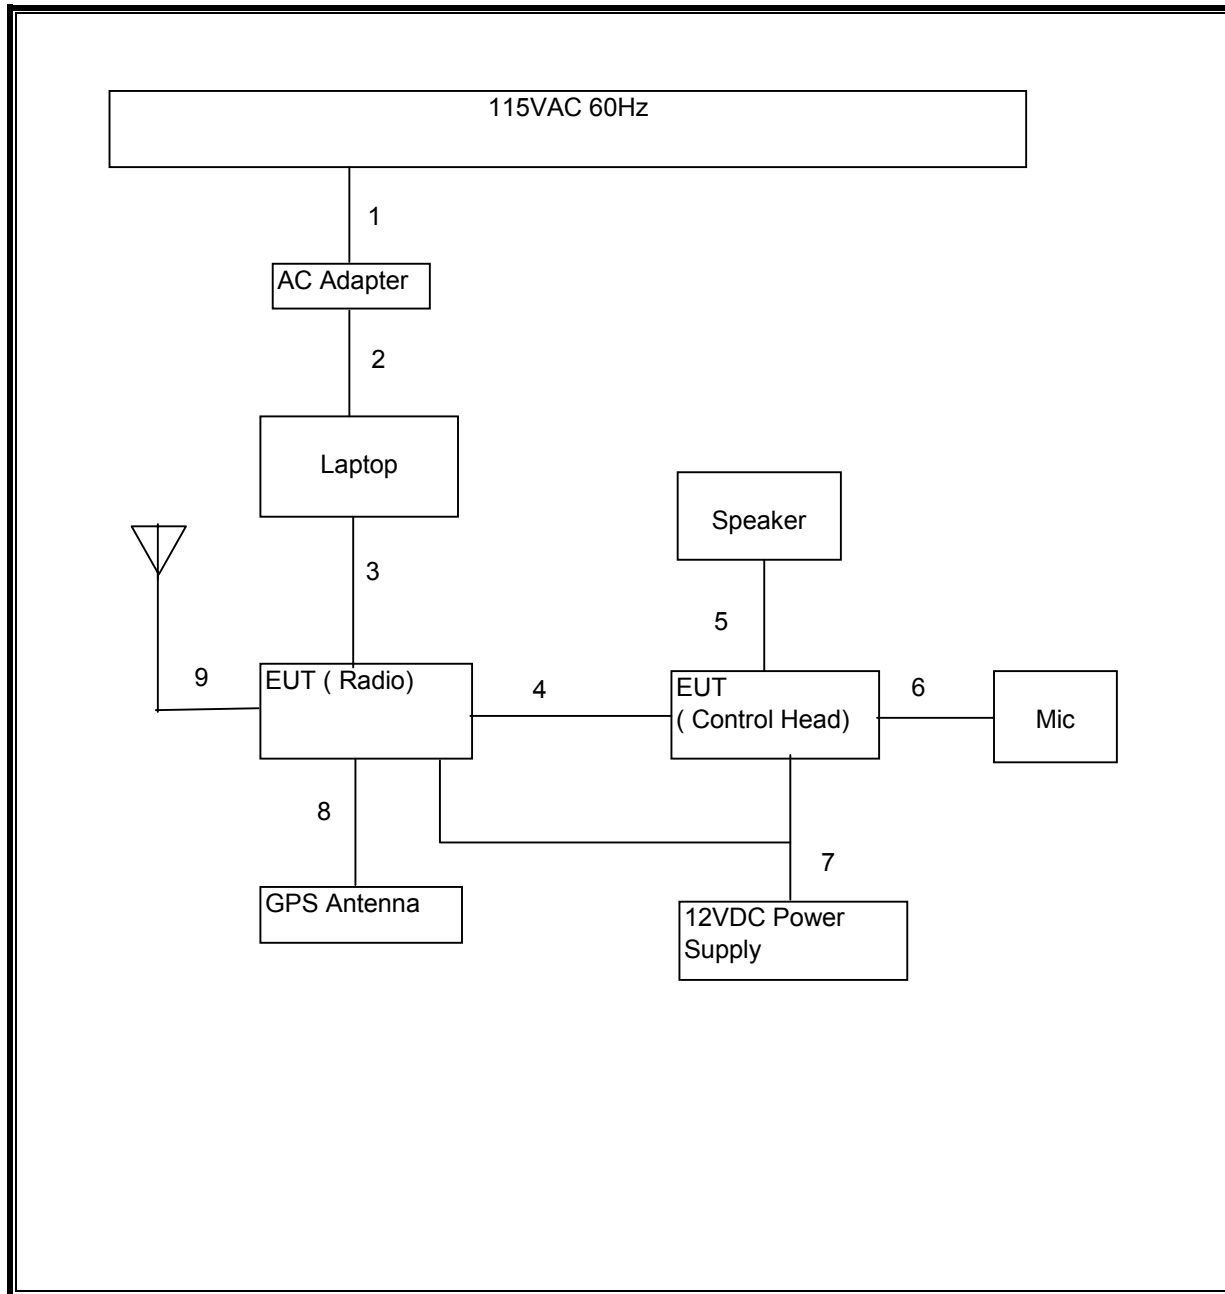 115VAC 60Hz
1
AC Adapter
2
Laptop
Speaker
3
5
9
EUT ( Radio)
4
EUT
( Control Head)
6
Mic
8
7
GPS Antenna
12VDC Power
Supply